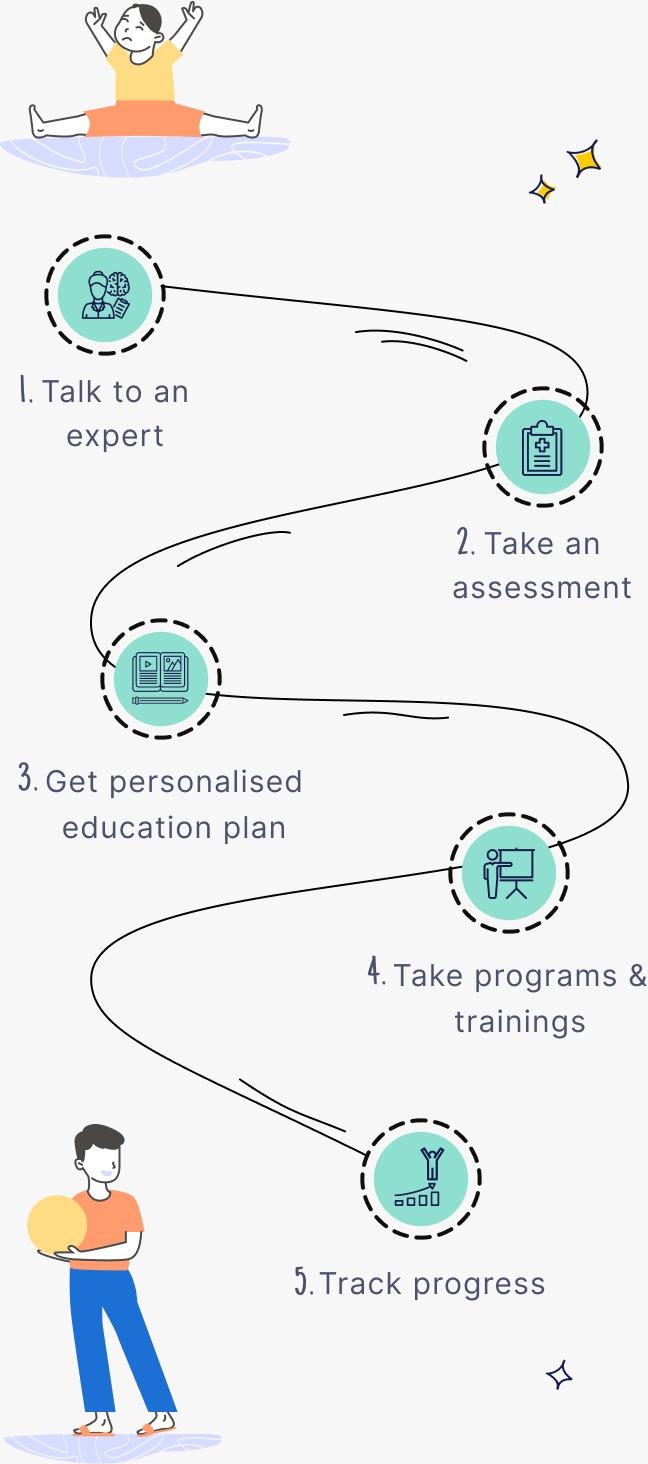 1. Talk to an
expert
2. Take an
assessment
3. Get personalised
education plan
4. Take programs &
trainings
5. Track progress